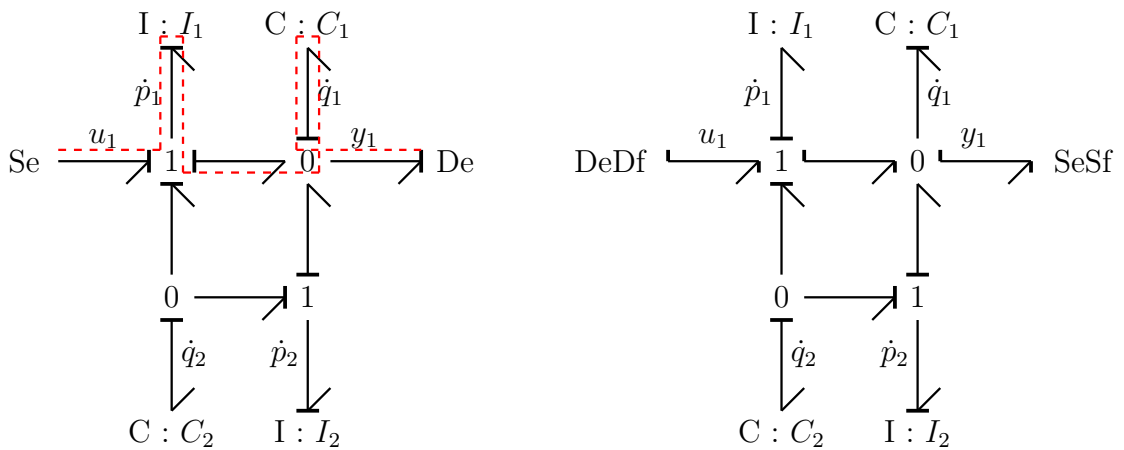 I : I₁ C : C₁ I : I₁ C : C₁
ṗ₁ q̇₁ ṗ₁ q̇₁
Se u₁ 1 0 y₁ De DeDf u₁ 1 0 y₁ SeSf
0 1 0 1
q̇₂ ṗ₂ q̇₂ ṗ₂
C : C₂ I : I₂ C : C₂ I : I₂